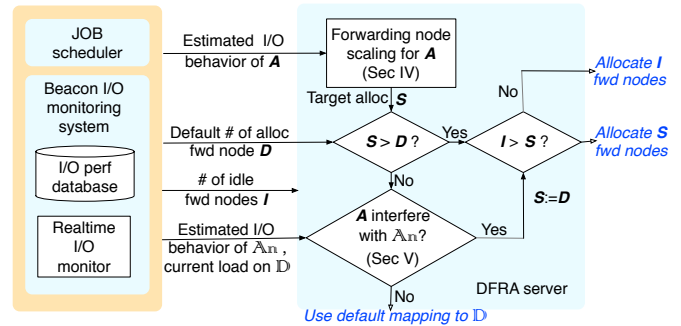 JOB
scheduler
Beacon I/O
monitoring
system
I/O perf
database
Realtime
I/O
monitor
Estimated I/O
behavior of A
Default # of alloc
fwd node D
# of idle
fwd nodes I
Estimated I/O
behavior of 𝔸𝕟 ,
current load on 𝔻
Forwarding node
scaling for A
(Sec IV)
Target alloc S
S > D ?
Yes
No
I > S ?
No
Yes
Allocate I
fwd nodes
Allocate S
fwd nodes
S:=D
A interfere
with 𝔸𝕟?
(Sec V)
Yes
No
DFRA server
Use default mapping to 𝔻